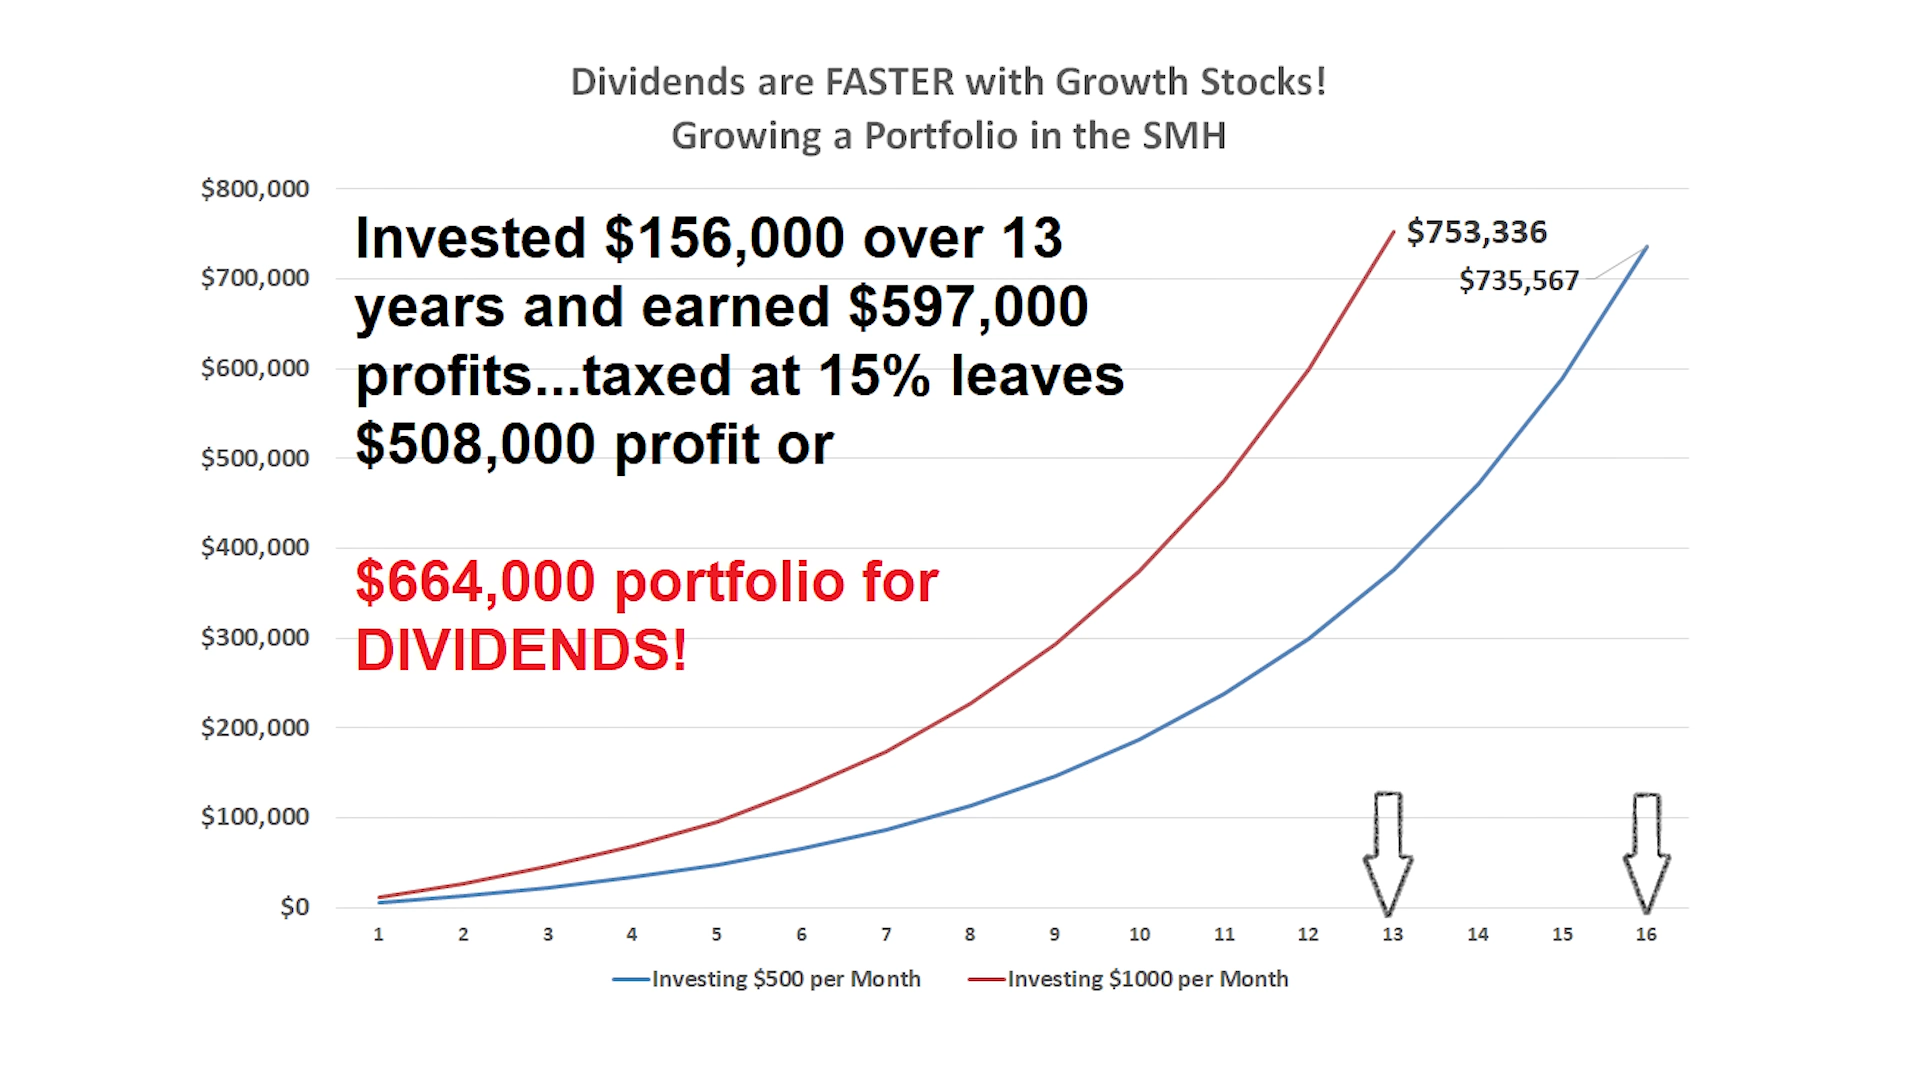 Dividends are FASTER with Growth Stocks!
Growing a Portfolio in the SMH
$800,000
$700,000
$600,000
$500,000
$400,000
$300,000
$200,000
$100,000
$0
Invested $156,000 over 13
years and earned $597,000
profits...taxed at 15% leaves
$508,000 profit or
$664,000 portfolio for
DIVIDENDS!
$753,336
$735,567
1 2 3 4 5 6 7 8 9 10 11 12 13 14 15 16
Investing $500 per Month Investing $1000 per Month